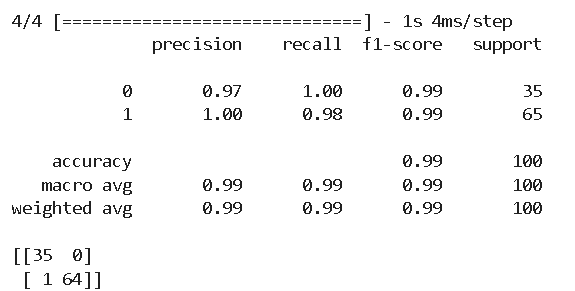 4/4 [==============================] - 1s 4ms/step
              precision    recall  f1-score   support

           0       0.97      1.00      0.99        35
           1       1.00      0.98      0.99        65

    accuracy                           0.99       100
   macro avg       0.99      0.99      0.99       100
weighted avg       0.99      0.99      0.99       100

[[35  0]
 [ 1 64]]